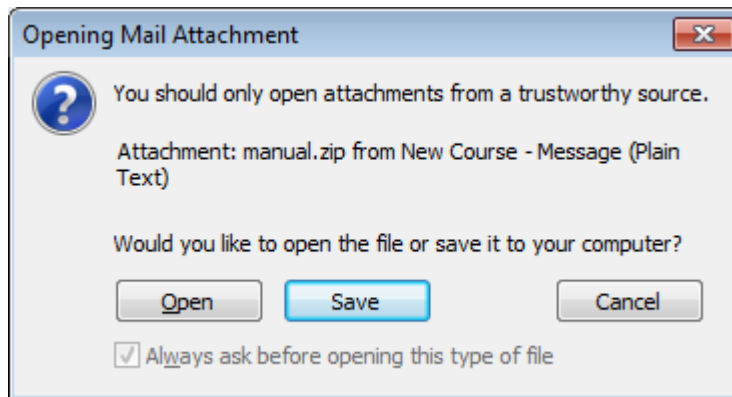 Opening Mail Attachment
You should only open attachments from a trustworthy source.
Attachment: manual.zip from New Course - Message (Plain
Text)
Would you like to open the file or save it to your computer?
Open Save Cancel
Always ask before opening this type of file